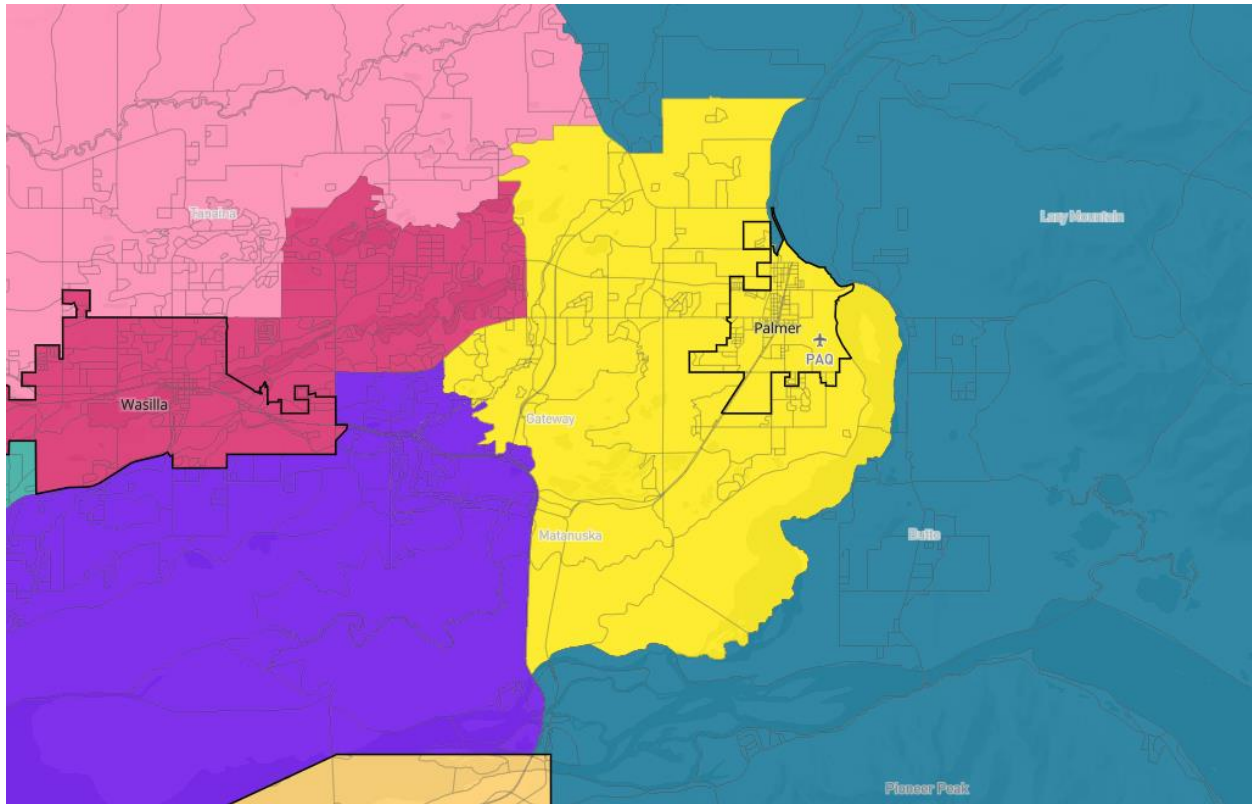 Tanaina
Lazy Mountain
Palmer
PAQ
Wasilla
Gateway
Matanuska
Butte
Pioneer Peak